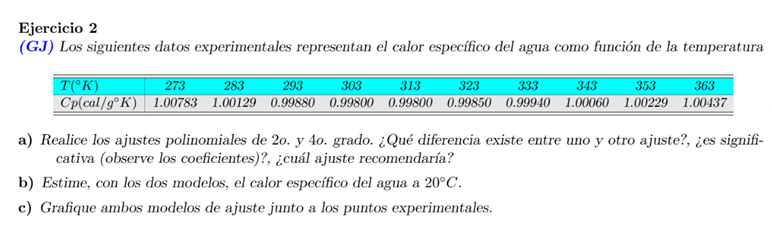 Ejercicio 2
(GJ) Los siguientes datos experimentales representan el calor específico del agua como función de la temperatura
T(°K) 273 283 293 303 313 323 333 343 353 363
Cp(cal/g°K) 1.00783 1.00129 0.99880 0.99800 0.99800 0.99850 0.99940 1.00060 1.00229 1.00437
a) Realice los ajustes polinomiales de 2o. y 4o. grado. ¿Qué diferencia existe entre uno y otro ajuste?, ¿es signifi-
cativa (observe los coeficientes)?, ¿cuál ajuste recomendaría?
b) Estime, con los dos modelos, el calor específico del agua a 20°C.
c) Grafique ambos modelos de ajuste junto a los puntos experimentales.